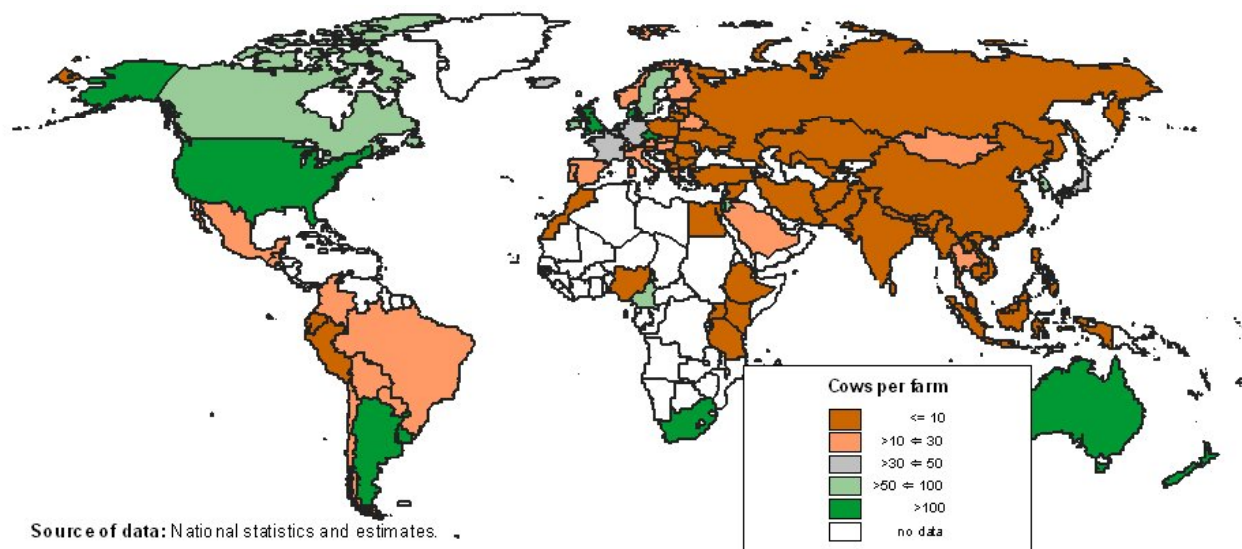 Cows per farm
<= 10
>10 <= 30
>30 <= 50
>50 <= 100
>100
no data
Source of data: National statistics and estimates.